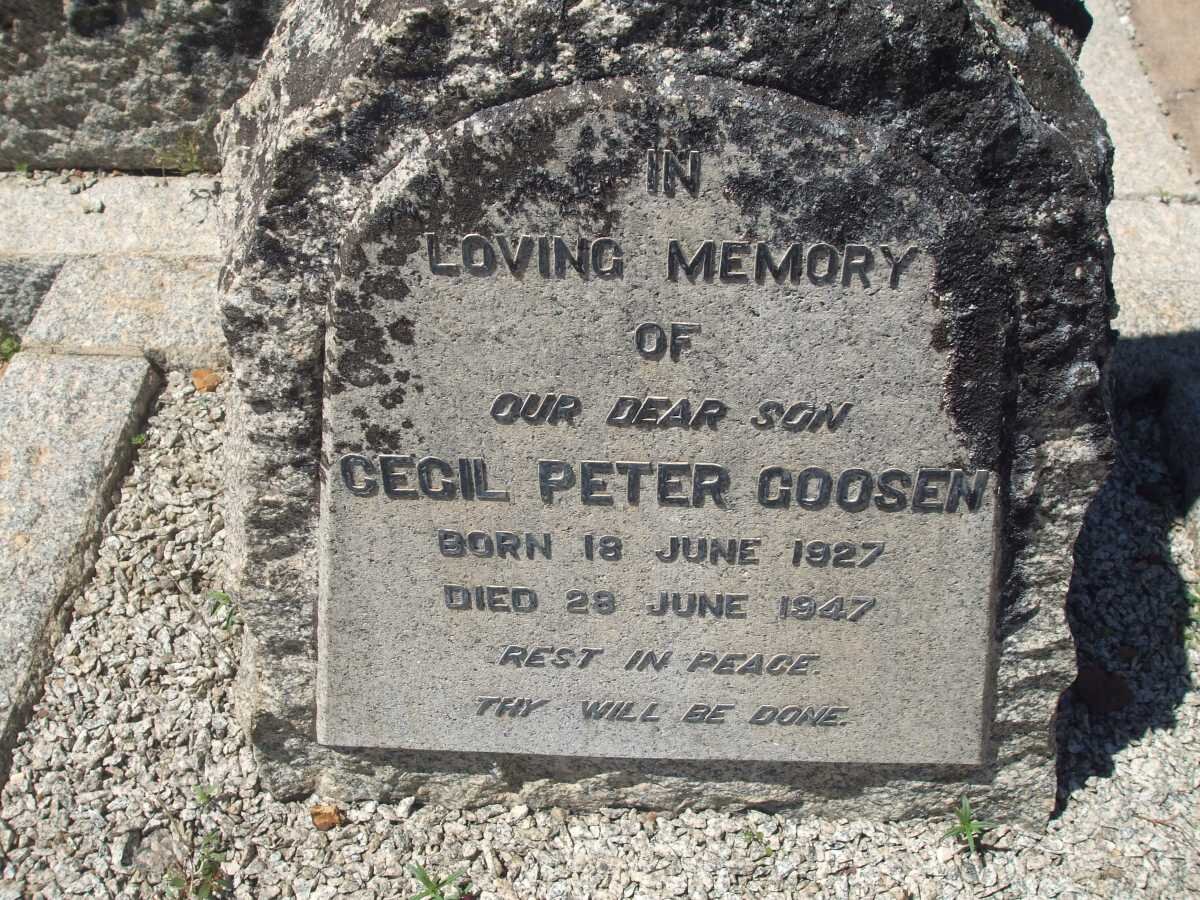 IN
LOVING MEMORY
OF
OUR DEAR SON
CECIL PETER GOOSEN
BORN 18 JUNE 1927
DIED 28 JUNE 1947
REST IN PEACE.
THY WILL BE DONE.